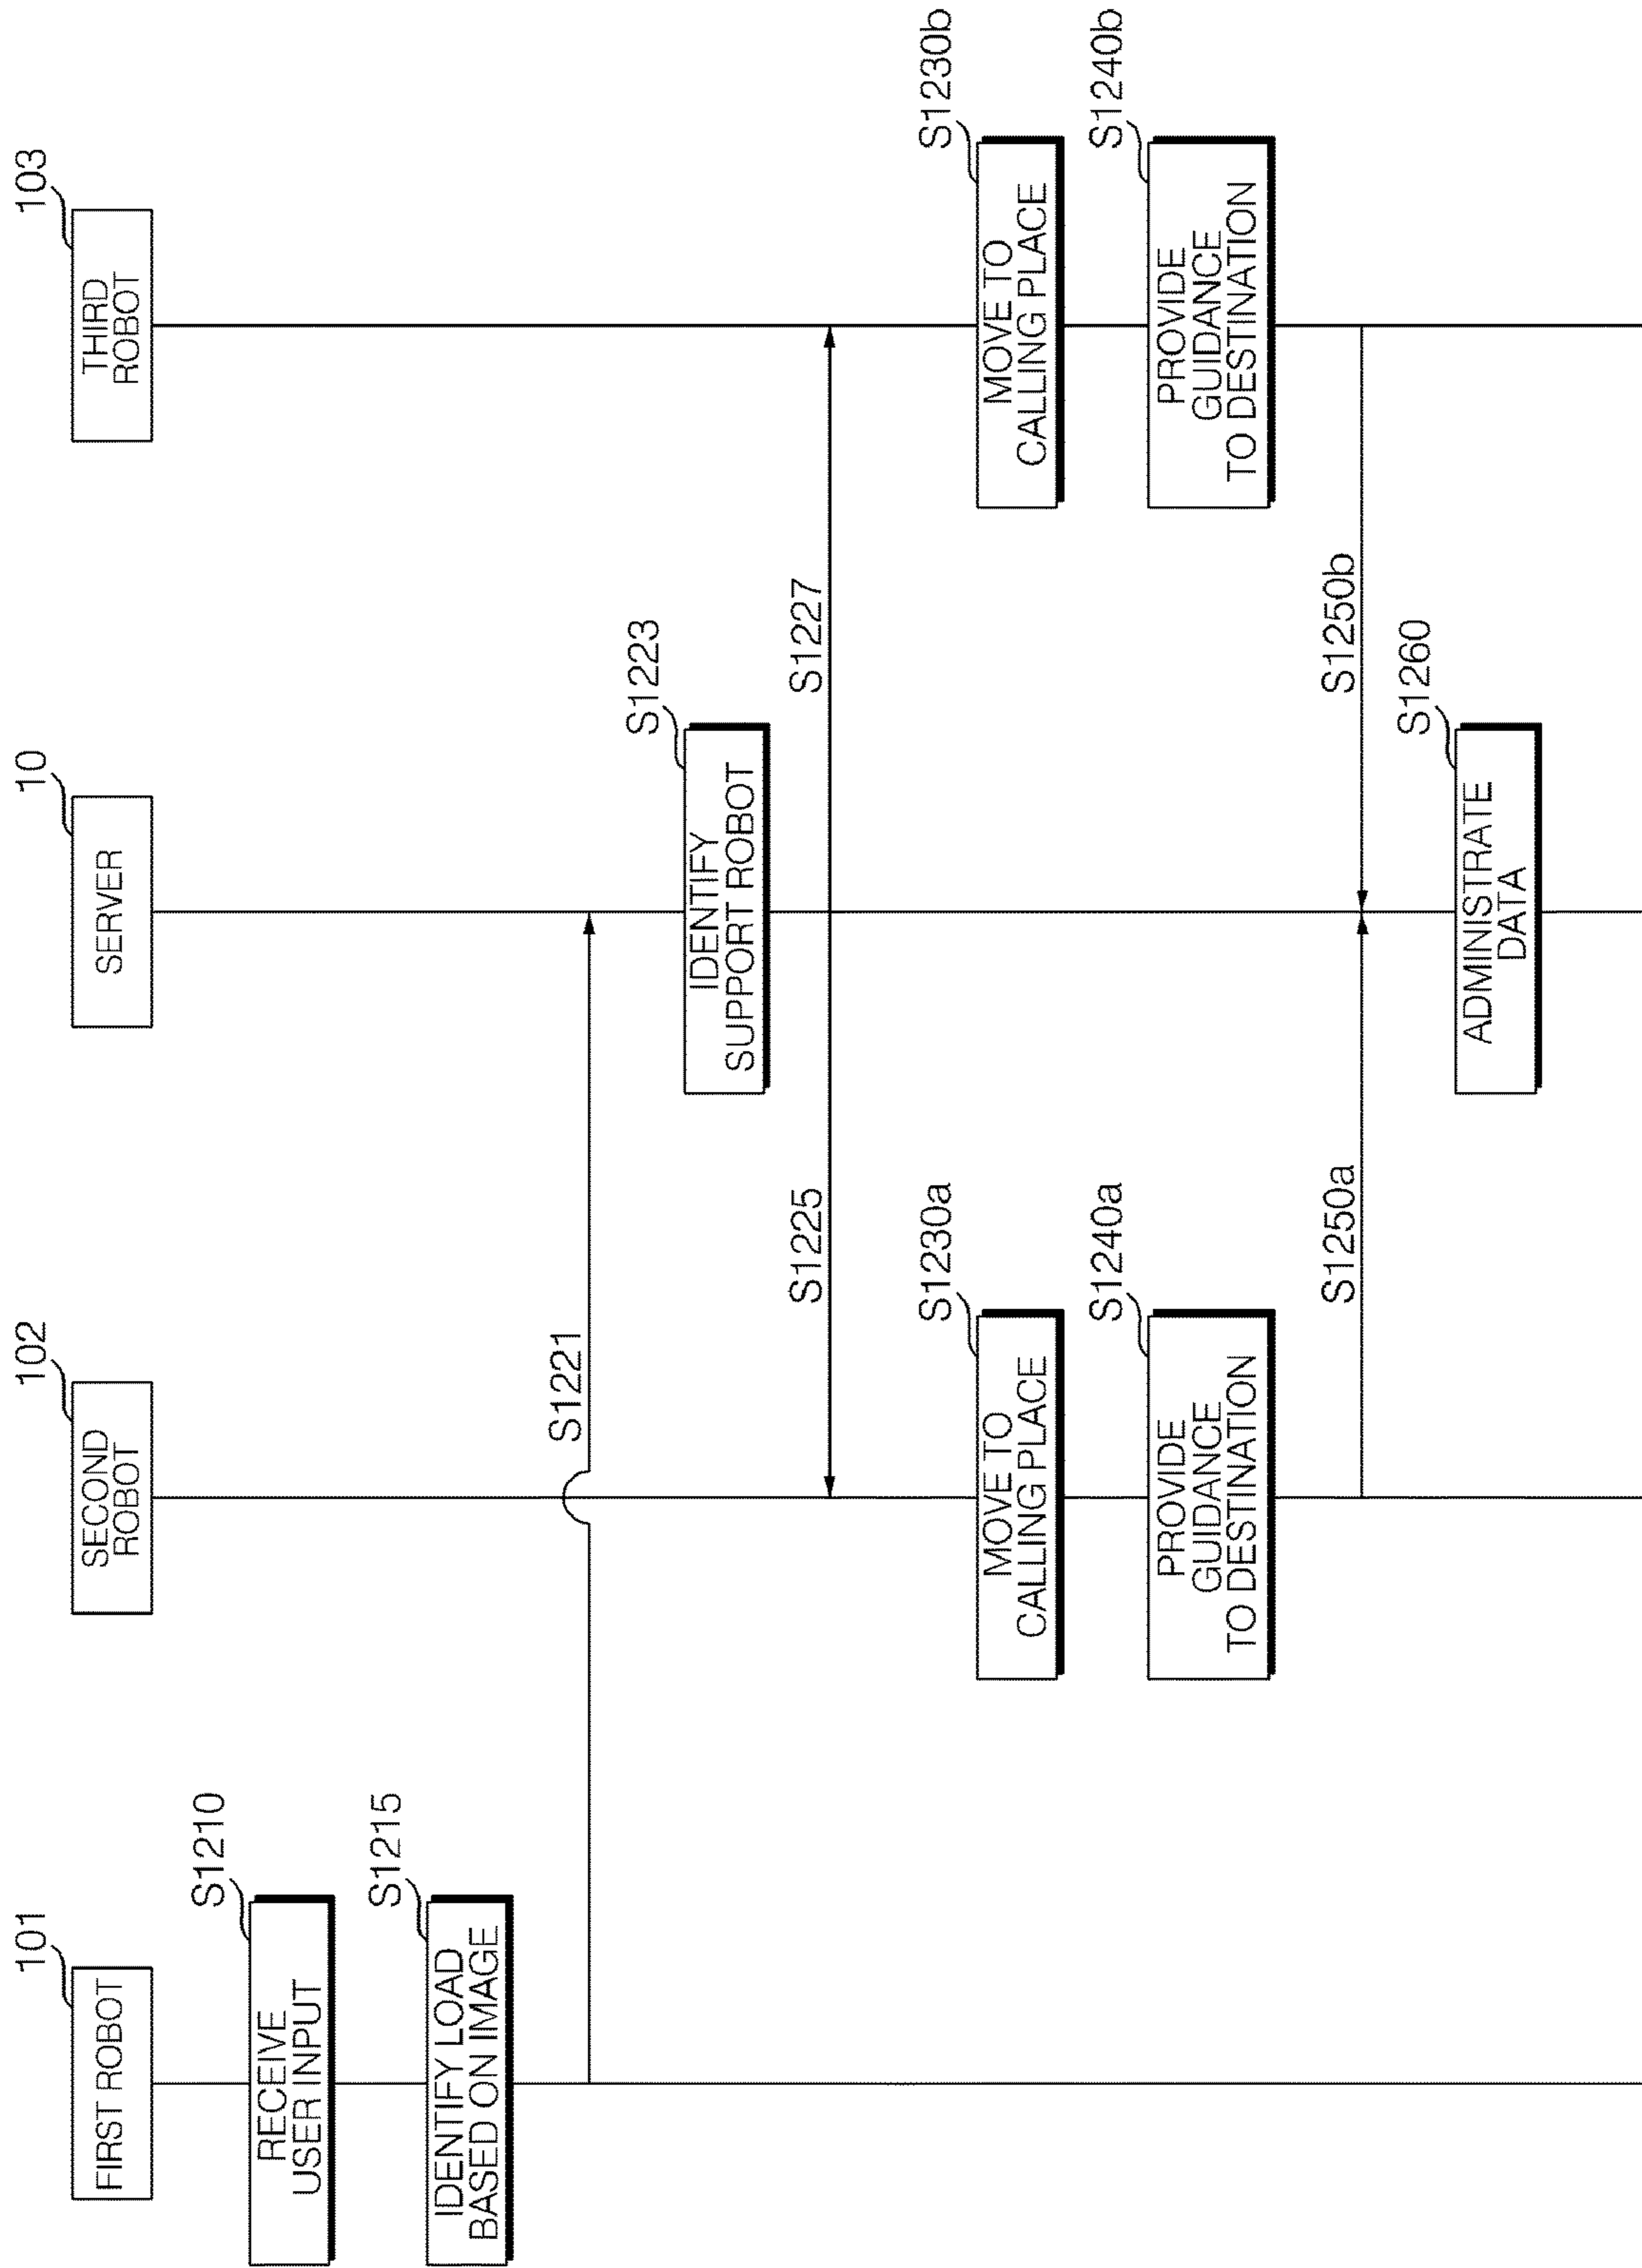 101
FIRST ROBOT
102
SECOND
ROBOT
10
SERVER
103
THIRD
ROBOT
S1210
RECEIVE
USER INPUT
S1215
IDENTIFY LOAD
BASED ON IMAGE
S1221
S1223
IDENTIFY
SUPPORT ROBOT
S1225
S1227
S1230a
MOVE TO
CALLING PLACE
S1230b
MOVE TO
CALLING PLACE
S1240a
PROVIDE
GUIDANCE
TO DESTINATION
S1240b
PROVIDE
GUIDANCE
TO DESTINATION
S1250a
S1250b
S1260
ADMINISTRATE
DATA